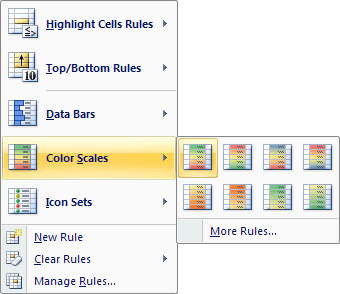 Highlight Cells Rules
Top/Bottom Rules
10
Data Bars
Color Scales
Icon Sets
More Rules...
New Rule
Clear Rules
Manage Rules...